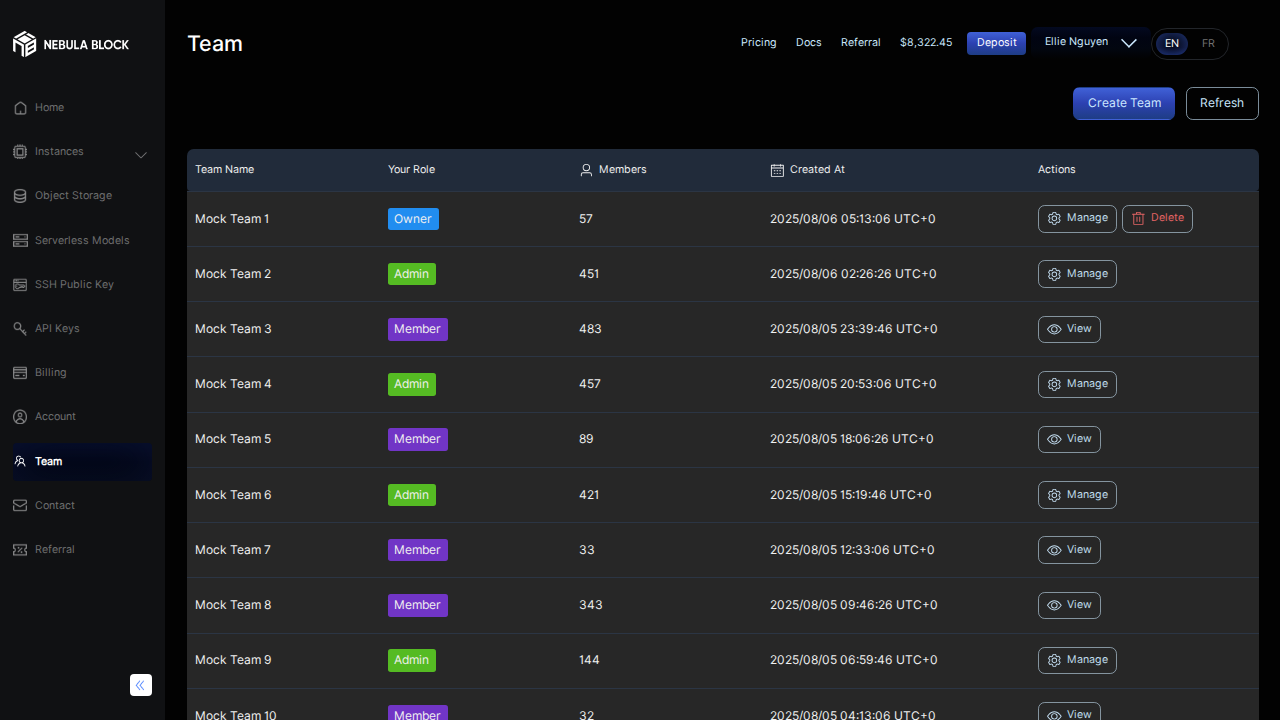 NEBULA BLOCK
Team
Pricing Docs Referral $8,322.45 Deposit Ellie Nguyen EN FR
Home
Instances
Object Storage
Serverless Models
SSH Public Key
API Keys
Billing
Account
Team
Contact
Referral
Create Team Refresh
Team Name Your Role Members Created At Actions
Mock Team 1 Owner 57 2025/08/06 05:13:06 UTC+0 Manage Delete
Mock Team 2 Admin 451 2025/08/06 02:26:26 UTC+0 Manage
Mock Team 3 Member 483 2025/08/05 23:39:46 UTC+0 View
Mock Team 4 Admin 457 2025/08/05 20:53:06 UTC+0 Manage
Mock Team 5 Member 89 2025/08/05 18:06:26 UTC+0 View
Mock Team 6 Admin 421 2025/08/05 15:19:46 UTC+0 Manage
Mock Team 7 Member 33 2025/08/05 12:33:06 UTC+0 View
Mock Team 8 Member 343 2025/08/05 09:46:26 UTC+0 View
Mock Team 9 Admin 144 2025/08/05 06:59:46 UTC+0 Manage
Mock Team 10 Member 32 2025/08/05 04:13:06 UTC+0 View